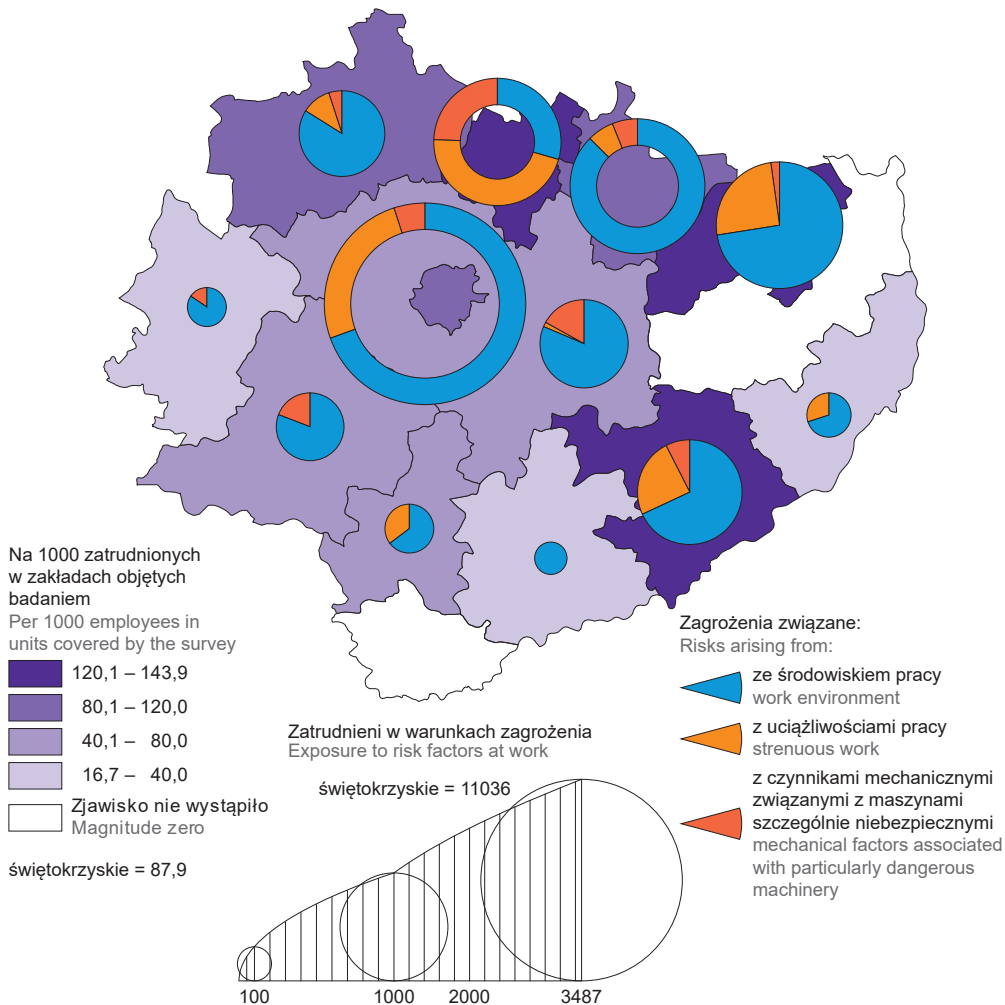 Na 1000 zatrudnionych
w zakładach objętych
badaniem
Per 1000 employees in
units covered by the survey
120,1 – 143,9
80,1 – 120,0
40,1 – 80,0
16,7 – 40,0
Zjawisko nie wystąpiło
Magnitude zero
świętokrzyskie = 87,9
Zatrudnieni w warunkach zagrożenia
Exposure to risk factors at work
świętokrzyskie = 11036
100 1000 2000 3487
Zagrożenia związane:
Risks arising from:
ze środowiskiem pracy
work environment
z uciążliwościami pracy
strenuous work
z czynnikami mechanicznymi
związanymi z maszynami
szczególnie niebezpiecznymi
mechanical factors associated
with particularly dangerous
machinery